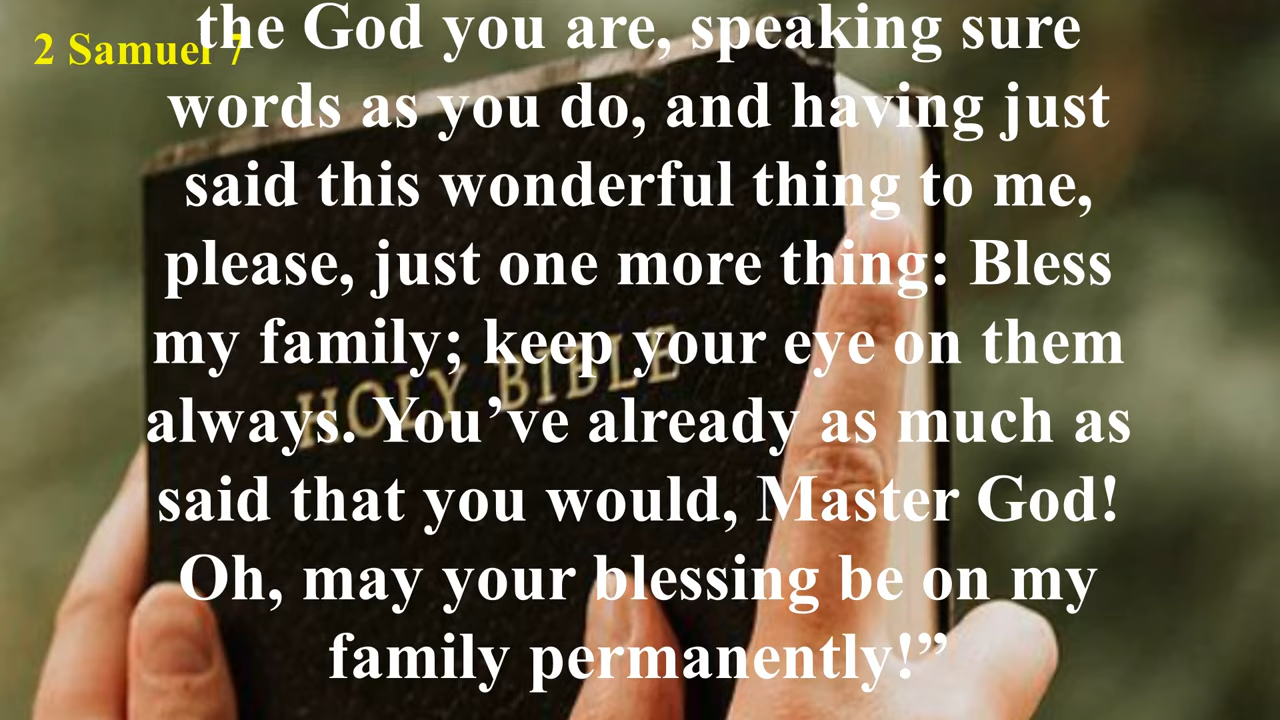 2 Samuel 7
the God you are, speaking sure
words as you do, and having just
said this wonderful thing to me,
please, just one more thing: Bless
my family; keep your eye on them
always. You’ve already as much as
said that you would, Master God!
Oh, may your blessing be on my
family permanently!”
HOLY BIBLE